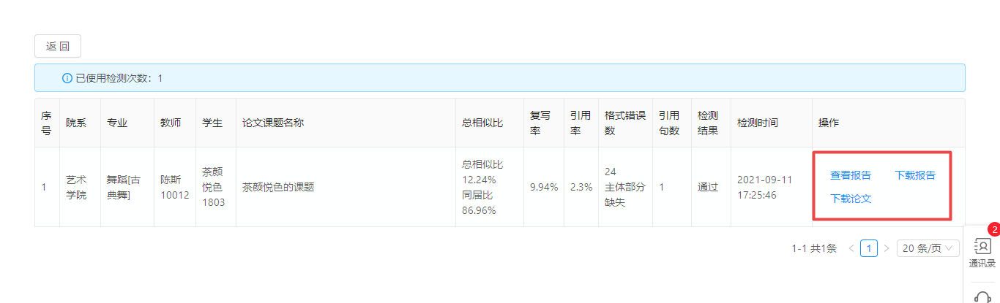 返 回
已使用检测次数：1
序号 院系 专业 教师 学生 论文课题名称 总相似比 复写率 引用率 格式错误数 引用句数 检测结果 检测时间 操作
1
艺术
学院
舞蹈[古
典舞]
陈斯
10012
茶颜
悦色
1803
茶颜悦色的课题
总相似比
12.24%
同届比
86.96%
9.94%
2.3%
24
主体部分
缺失
1
通过
2021-09-11
17:25:46
查看报告 下载报告
下载论文
1-1 共1条 1 20 条/页
2
通讯录